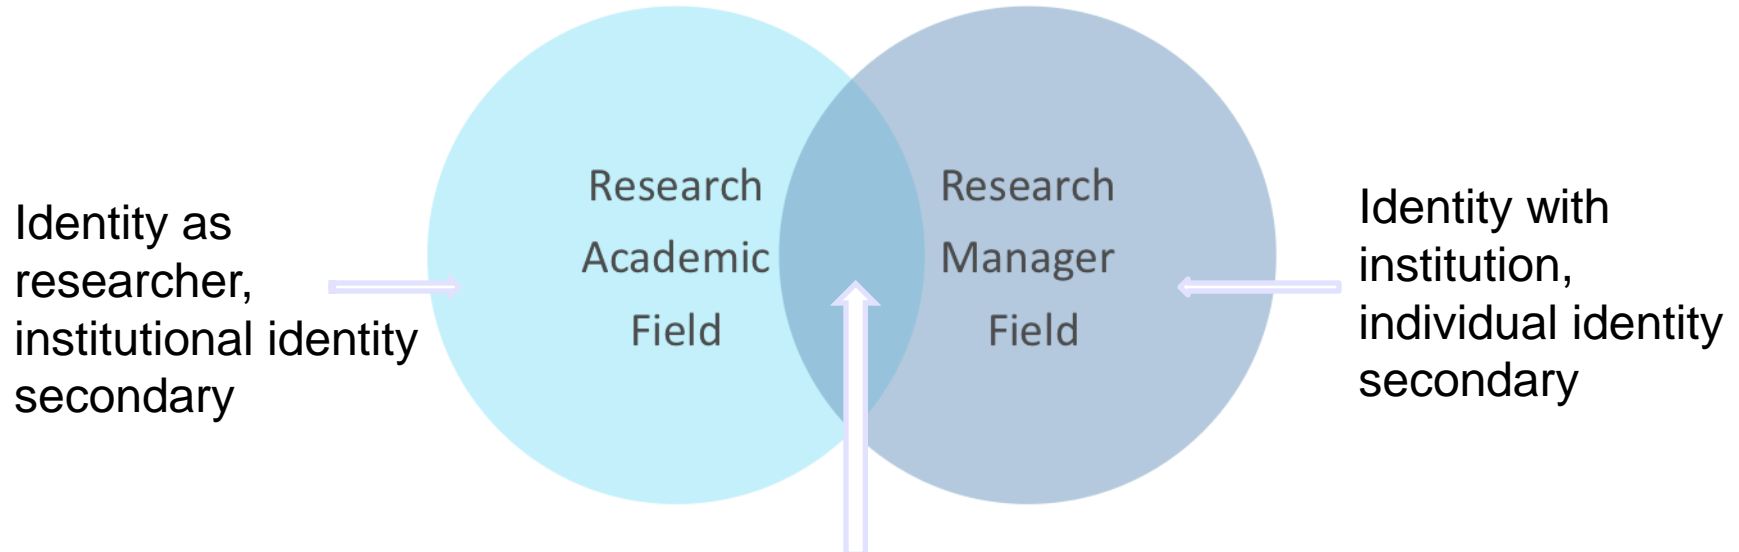 Identity as
researcher,
institutional identity
secondary
Research
Academic
Field
Research
Manager
Field
Identity with
institution,
individual identity
secondary